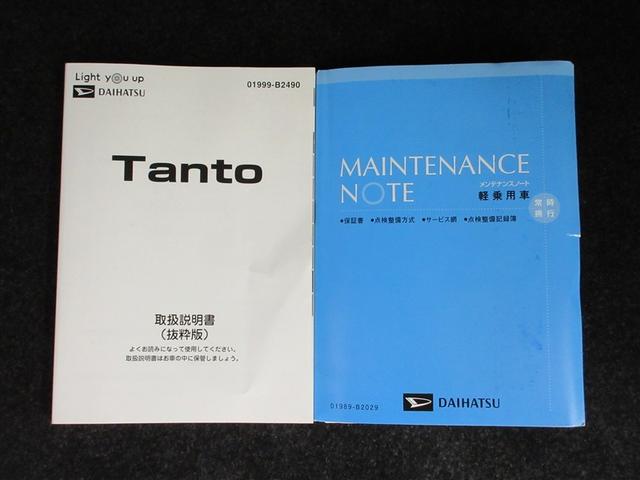 Light you up
DAIHATSU
01999-B2490
Tanto
取扱説明書
（抜粋版）
よくお読みになって使用してください。
取扱説明書はお車の中に保管しましょう。
MAINTENANCE
NOTE
メンテナンスノート
軽乗用車
常時
携行
●保証書 ●点検整備方式 ●サービス網 ●点検整備記録簿
01989-B2029
DAIHATSU